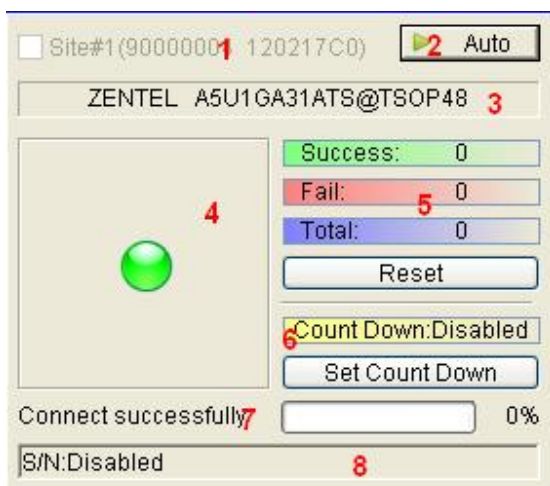 Site#1(9000000 1 120217C0) 2 Auto
ZENTEL A5U1GA31ATS@TSOP48 3
4
Success: 0
Fail: 5 0
Total: 0
Reset
6 Count Down:Disabled
Set Count Down
Connect successfully 7 0%
S/N:Disabled 8